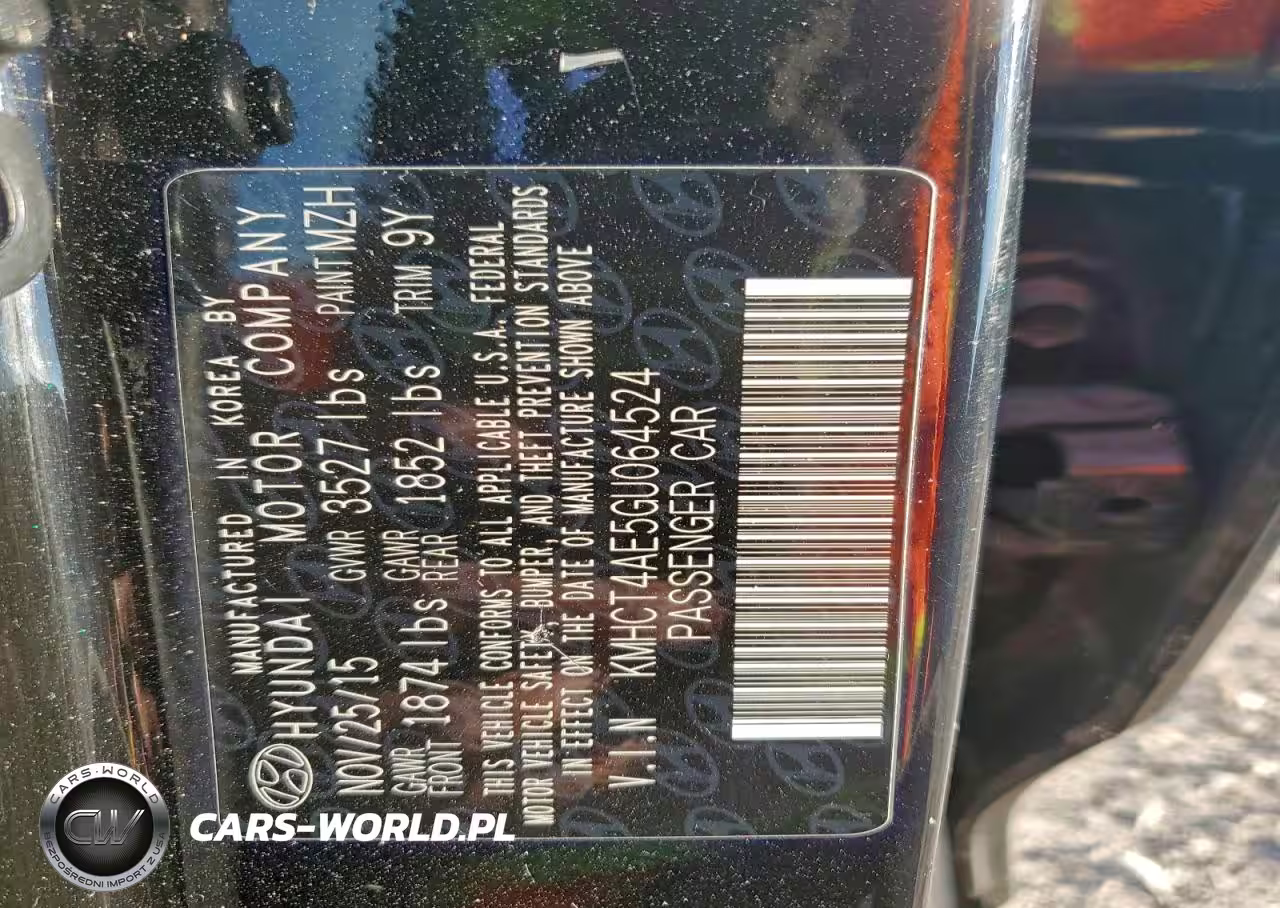 MANUFACTURED IN KOREA BY
HYUNDAI MOTOR COMPANY
NOV/25/15 GVWR 3527 lbs PAINT MZH
GAWR FRONT 1874 lbs GAWR REAR 1852 lbs TRIM 9Y
THIS VEHICLE CONFORMS TO ALL APPLICABLE U.S.A. FEDERAL
MOTOR VEHICLE SAFETY, BUMPER, AND THEFT PREVENTION STANDARDS
IN EFFECT ON THE DATE OF MANUFACTURE SHOWN ABOVE
V.I.N KMHCT4AE5GU064524
PASSENGER CAR
CARS-WORLD
CW
BEZPOŚREDNI IMPORT Z USA
CARS-WORLD.PL